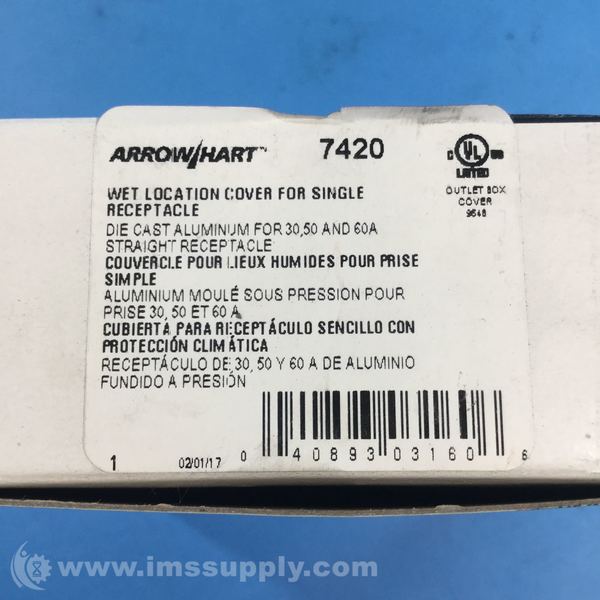 ARROW/HART™ 7420
C UL US
LISTED
OUTLET BOX
COVER
WET LOCATION COVER FOR SINGLE
RECEPTACLE
DIE CAST ALUMINUM FOR 30,50 AND 60A
STRAIGHT RECEPTACLE
COUVERCLE POUR LIEUX HUMIDES POUR PRISE
SIMPLE
ALUMINIUM MOULÉ SOUS PRESSION POUR
PRISE 30, 50 ET 60 A
CUBIERTA PARA RECEPTÁCULO SENCILLO CON
PROTECCIÓN CLIMÁTICA
RECEPTÁCULO DE 30, 50 Y 60 A DE ALUMINIO
FUNDIDO A PRESIÓN
1 02/01/17 0 40893 03160 6
www.imssupply.com